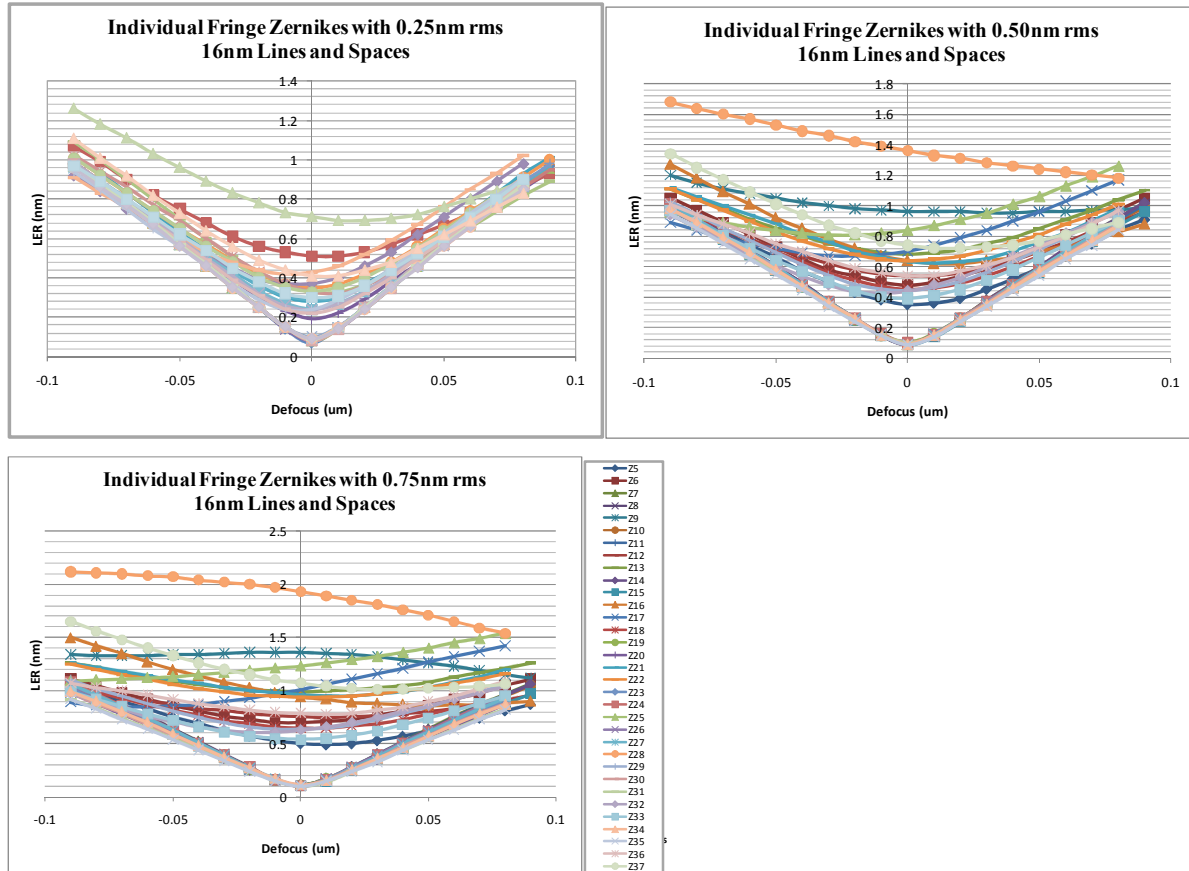 Individual Fringe Zernikes with 0.25nm rms
16nm Lines and Spaces
1.4
1.2
1
0.8
0.6
0.4
0.2
0
LER (nm)
-0.1
-0.05
0
0.05
0.1
Defocus (um)
Individual Fringe Zernikes with 0.50nm rms
16nm Lines and Spaces
1.8
1.6
1.4
1.2
1
0.8
0.6
0.4
0.2
0
LER (nm)
-0.1
-0.05
0
0.05
0.1
Defocus (um)
Individual Fringe Zernikes with 0.75nm rms
16nm Lines and Spaces
2.5
2
1.5
1
0.5
0
LER (nm)
-0.1
-0.05
0
0.05
0.1
Defocus (um)
Z5
Z6
Z7
Z8
Z9
Z10
Z11
Z12
Z13
Z14
Z15
Z16
Z17
Z18
Z19
Z20
Z21
Z22
Z23
Z24
Z25
Z26
Z27
Z28
Z29
Z30
Z31
Z32
Z33
Z34
Z35
Z36
Z37